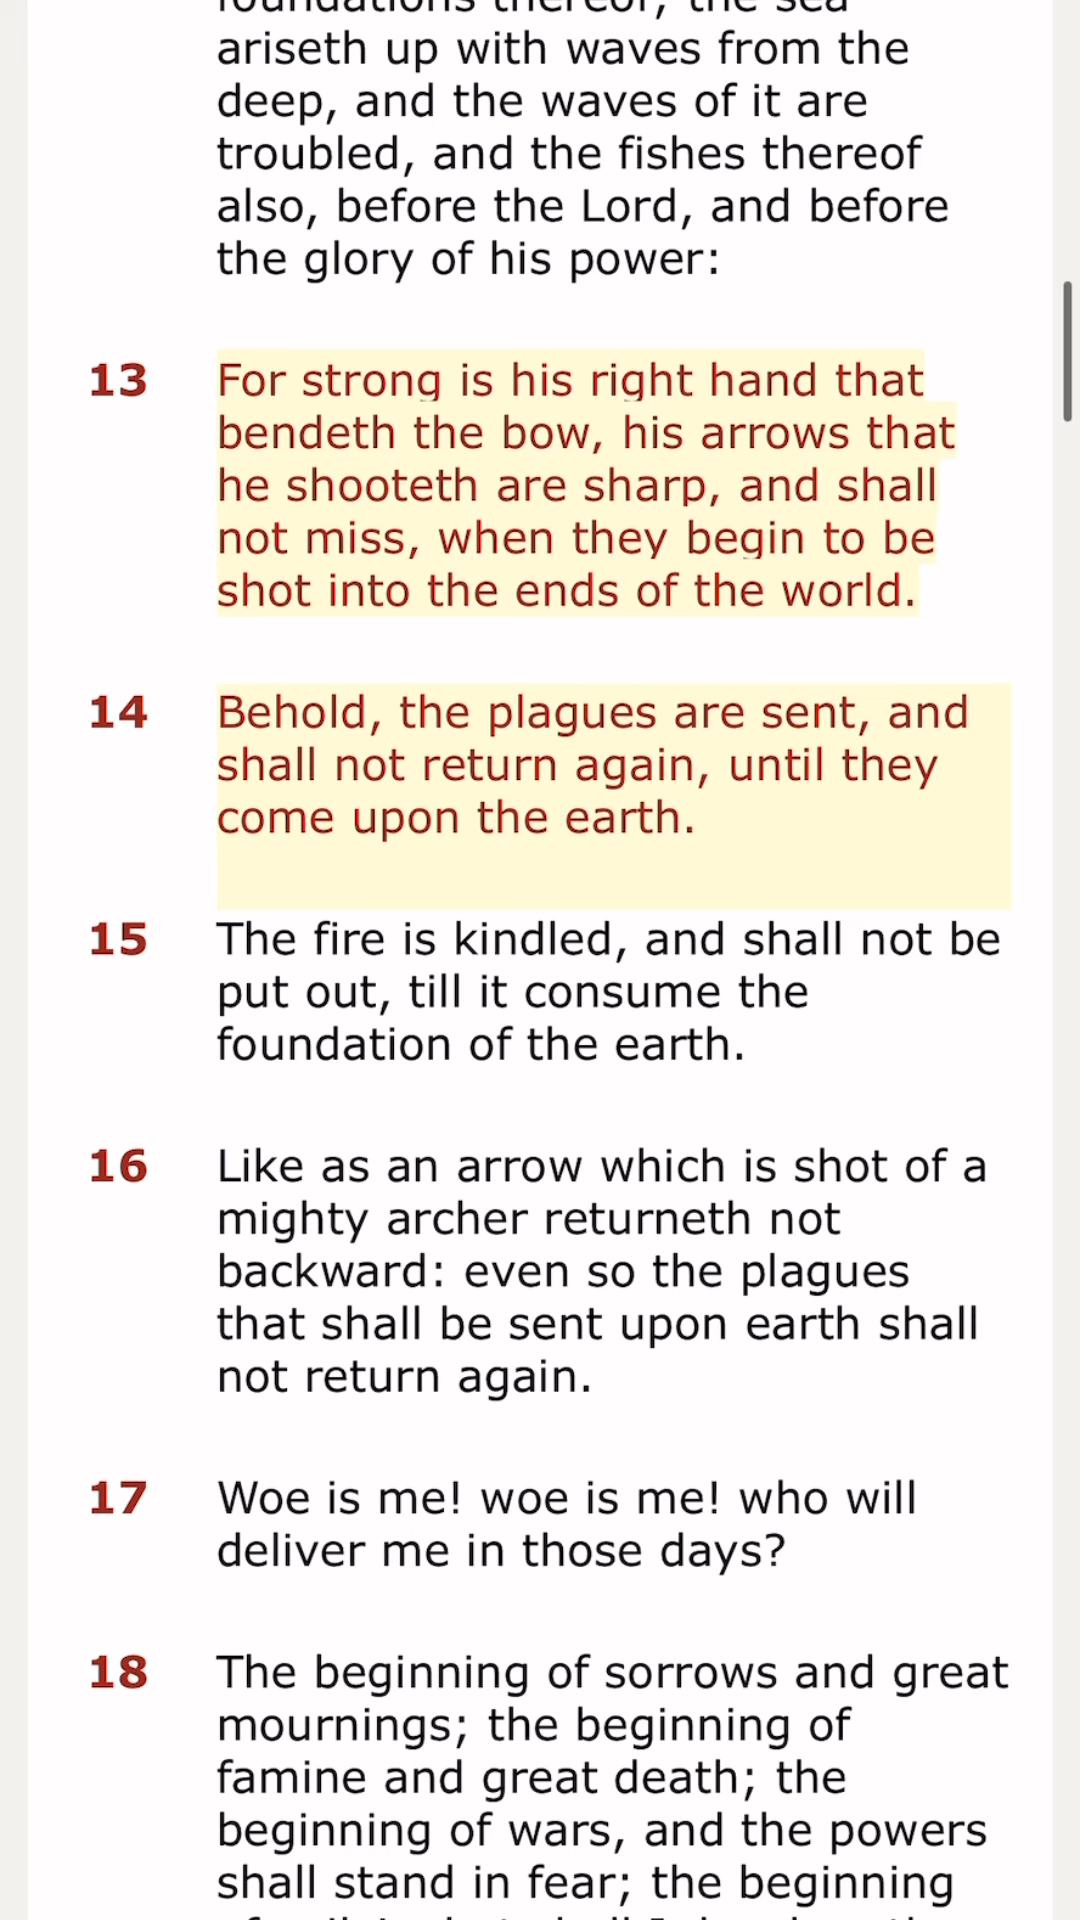 foundations thereof, the sea
ariseth up with waves from the
deep, and the waves of it are
troubled, and the fishes thereof
also, before the Lord, and before
the glory of his power:
13 For strong is his right hand that
bendeth the bow, his arrows that
he shooteth are sharp, and shall
not miss, when they begin to be
shot into the ends of the world.
14 Behold, the plagues are sent, and
shall not return again, until they
come upon the earth.
15 The fire is kindled, and shall not be
put out, till it consume the
foundation of the earth.
16 Like as an arrow which is shot of a
mighty archer returneth not
backward: even so the plagues
that shall be sent upon earth shall
not return again.
17 Woe is me! woe is me! who will
deliver me in those days?
18 The beginning of sorrows and great
mournings; the beginning of
famine and great death; the
beginning of wars, and the powers
shall stand in fear; the beginning